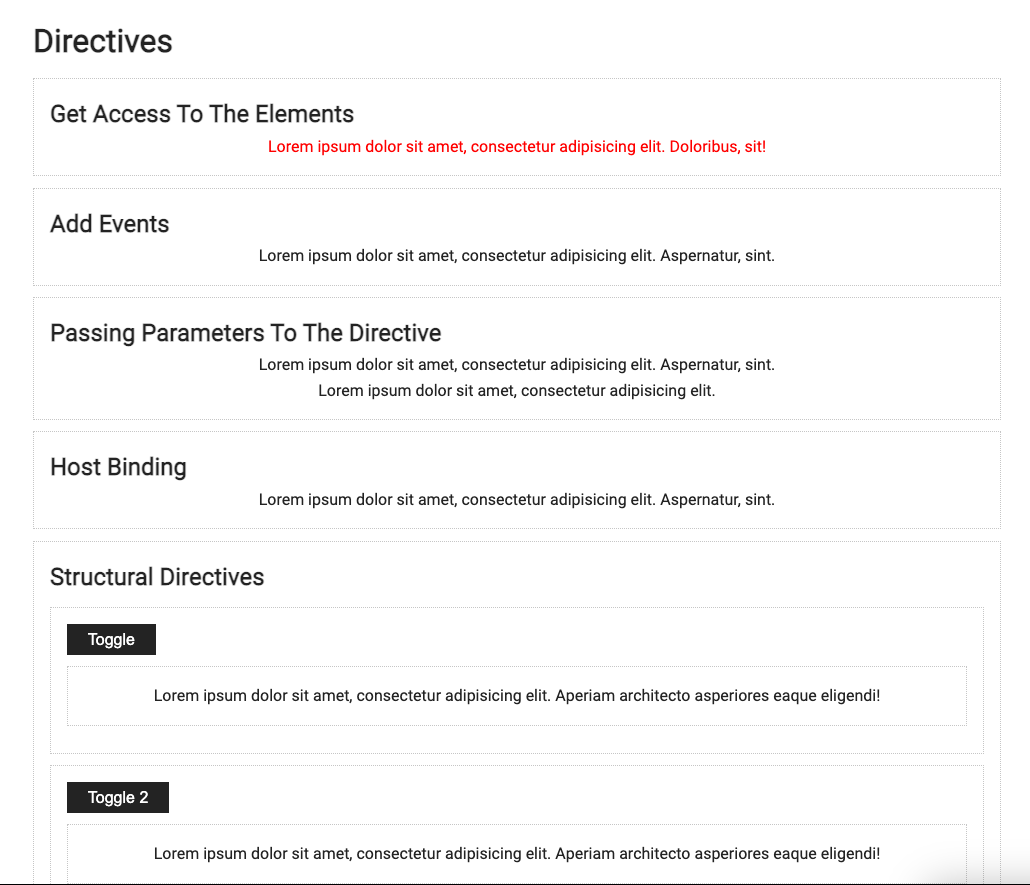 Directives
Get Access To The Elements
Lorem ipsum dolor sit amet, consectetur adipisicing elit. Doloribus, sit!
Add Events
Lorem ipsum dolor sit amet, consectetur adipisicing elit. Aspernatur, sint.
Passing Parameters To The Directive
Lorem ipsum dolor sit amet, consectetur adipisicing elit. Aspernatur, sint.
Lorem ipsum dolor sit amet, consectetur adipisicing elit.
Host Binding
Lorem ipsum dolor sit amet, consectetur adipisicing elit. Aspernatur, sint.
Structural Directives
Toggle
Lorem ipsum dolor sit amet, consectetur adipisicing elit. Aperiam architecto asperiores eaque eligendi!
Toggle 2
Lorem ipsum dolor sit amet, consectetur adipisicing elit. Aperiam architecto asperiores eaque eligendi!